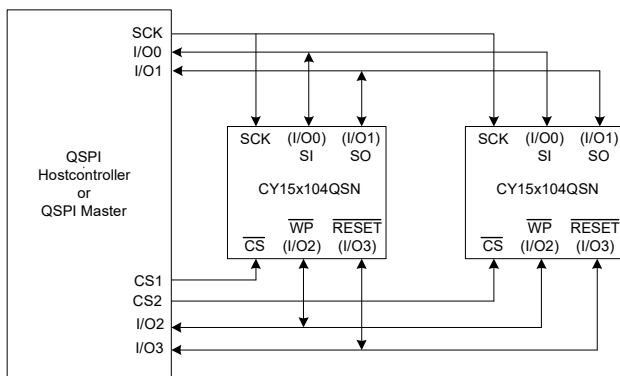 SCK
I/O0
I/O1
QSPI
Hostcontroller
or
QSPI Master
CS1
CS2
I/O2
I/O3
SCK (I/O0) (I/O1)
SI SO
CY15x104QSN
WP RESET
CS (I/O2) (I/O3)
SCK (I/O0) (I/O1)
SI SO
CY15x104QSN
WP RESET
CS (I/O2) (I/O3)